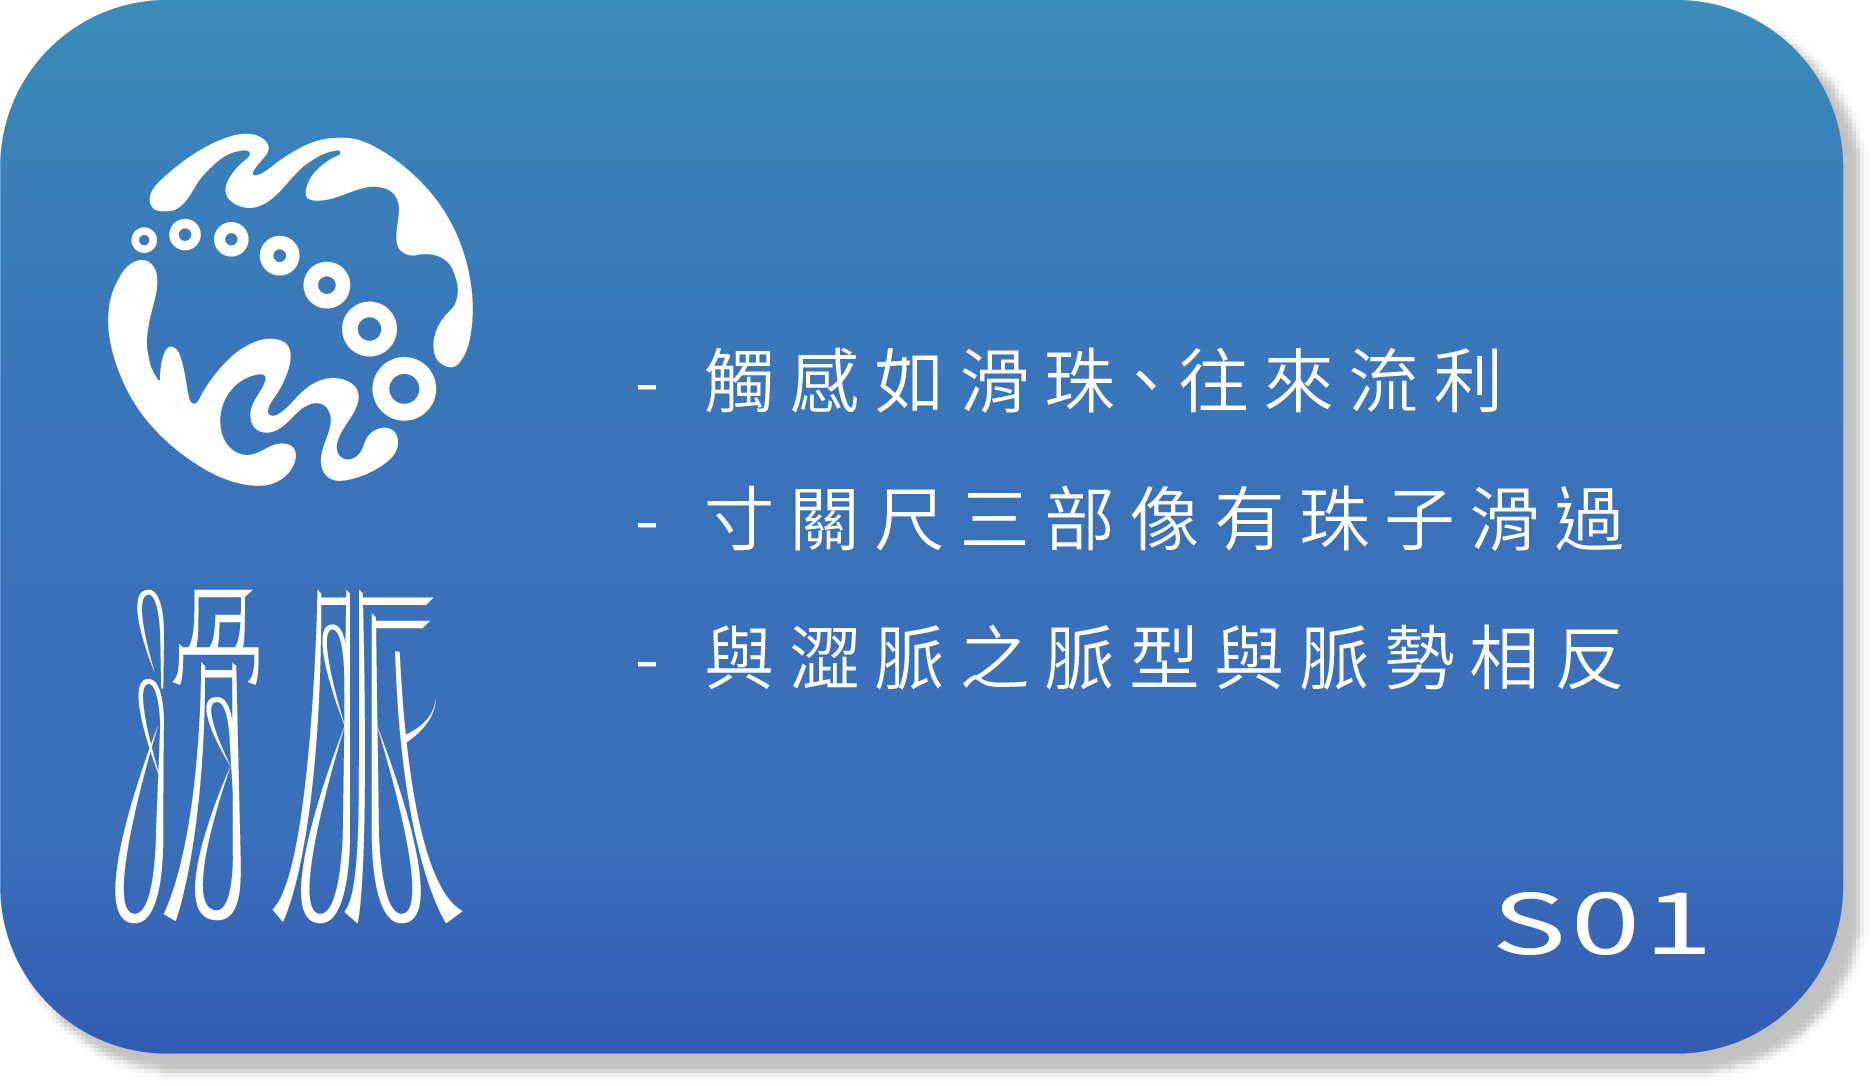 - 觸感如滑珠、往來流利
- 寸關尺三部像有珠子滑過
- 與澀脈之脈型與脈勢相反
滑脈
S01